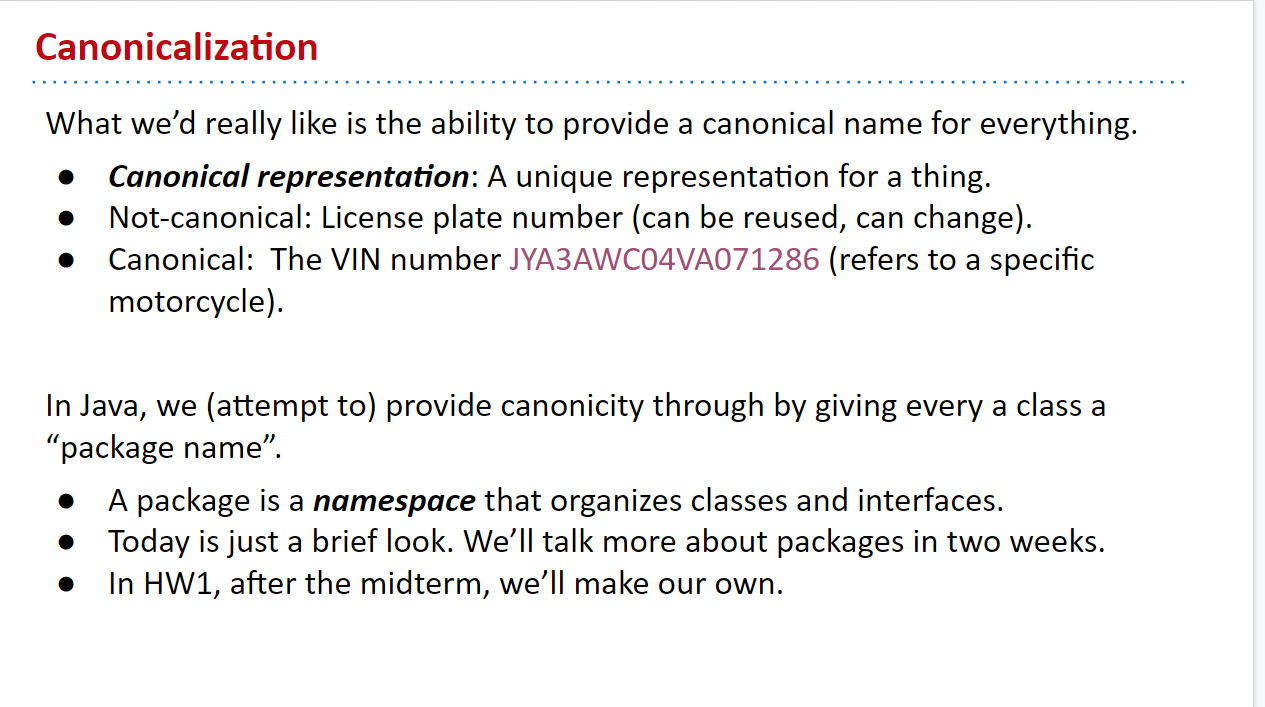 Canonicalization
What we’d really like is the ability to provide a canonical name for everything.
● Canonical representation: A unique representation for a thing.
● Not-canonical: License plate number (can be reused, can change).
● Canonical:  The VIN number JYA3AWC04VA071286 (refers to a specific
motorcycle).
In Java, we (attempt to) provide canonicity through by giving every a class a
“package name”.
● A package is a namespace that organizes classes and interfaces.
● Today is just a brief look. We’ll talk more about packages in two weeks.
● In HW1, after the midterm, we’ll make our own.